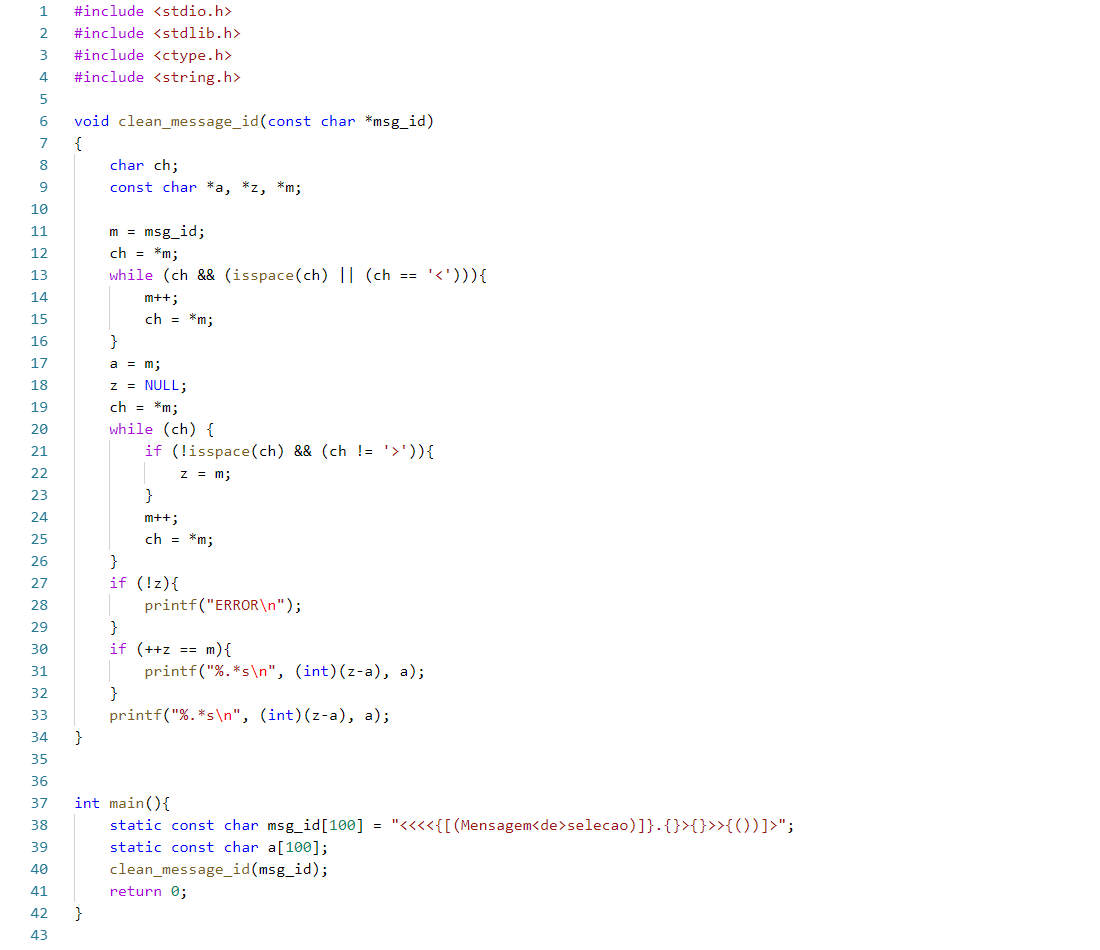 1 #include <stdio.h>
2 #include <stdlib.h>
3 #include <ctype.h>
4 #include <string.h>
5
6 void clean_message_id(const char *msg_id)
7 {
8     char ch;
9     const char *a, *z, *m;
10
11     m = msg_id;
12     ch = *m;
13     while (ch && (isspace(ch) || (ch == '<'))){
14         m++;
15         ch = *m;
16     }
17     a = m;
18     z = NULL;
19     ch = *m;
20     while (ch) {
21         if (!isspace(ch) && (ch != '>')){
22             z = m;
23         }
24         m++;
25         ch = *m;
26     }
27     if (!z){
28         printf("ERROR\n");
29     }
30     if (++z == m){
31         printf("%.*s\n", (int)(z-a), a);
32     }
33     printf("%.*s\n", (int)(z-a), a);
34 }
35
36
37 int main(){
38     static const char msg_id[100] = "<<<<{[(Mensagem<de>selecao)]}.{}>{}>>{())]>";
39     static const char a[100];
40     clean_message_id(msg_id);
41     return 0;
42 }
43